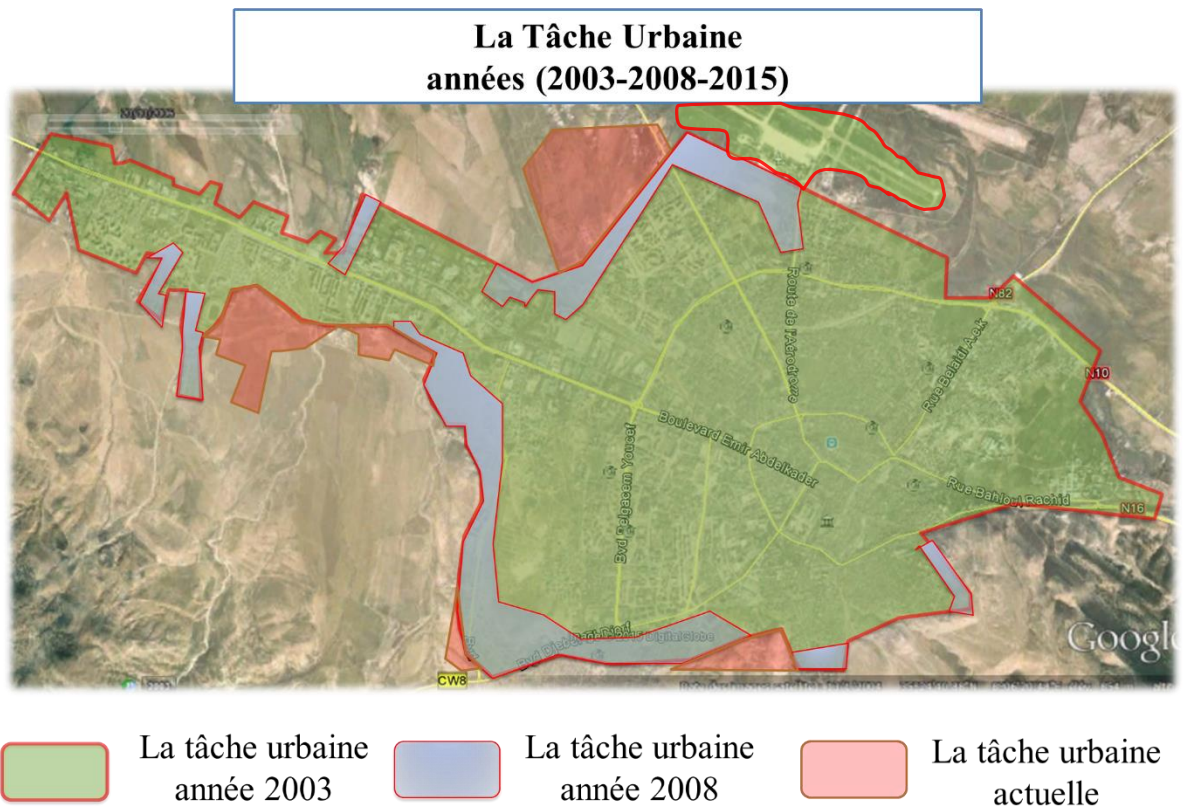 La Tâche Urbaine
années (2003-2008-2015)
N82
Route de l'Aérodrome
Rue Belaidi A.e.k
N10
Boulevard Emir Abdelkader
Bvd Belgacem Youcef
Rue Bahloul Rachid
N16
Google
CW8
La tâche urbaine
année 2003
La tâche urbaine
année 2008
La tâche urbaine
actuelle